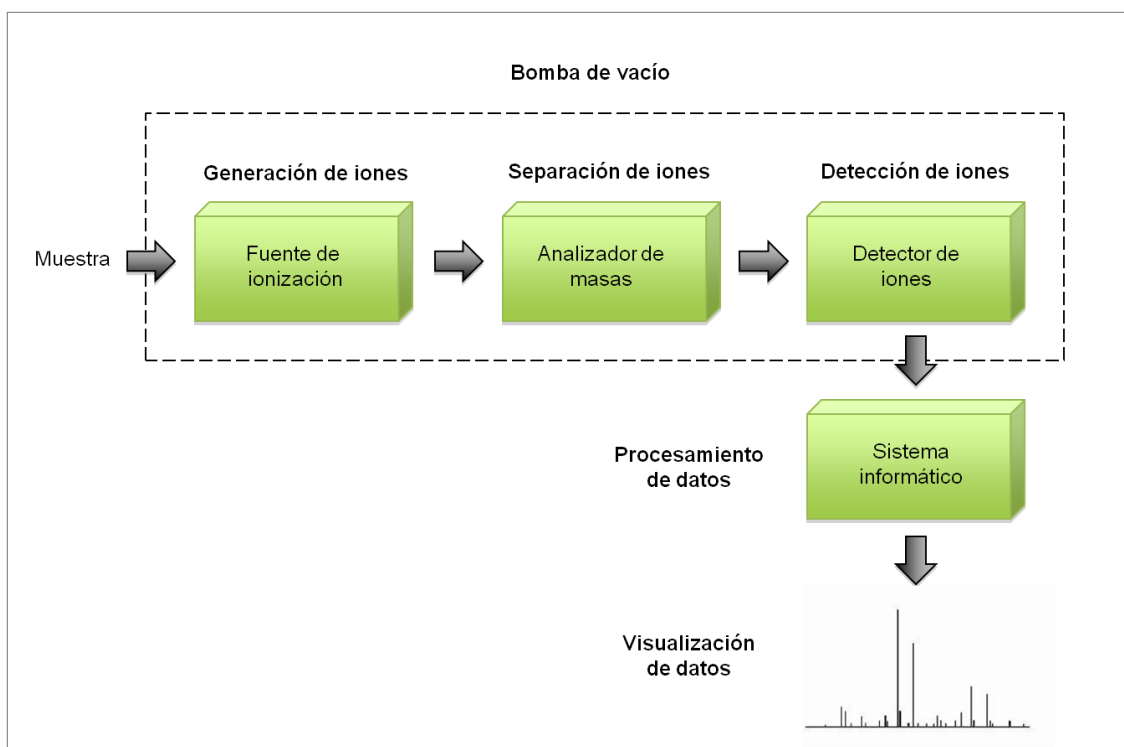 Bomba de vacío
Generación de iones
Separación de iones
Detección de iones
Muestra
Fuente de
ionización
Analizador de
masas
Detector de
iones
Procesamiento
de datos
Sistema
informático
Visualización
de datos